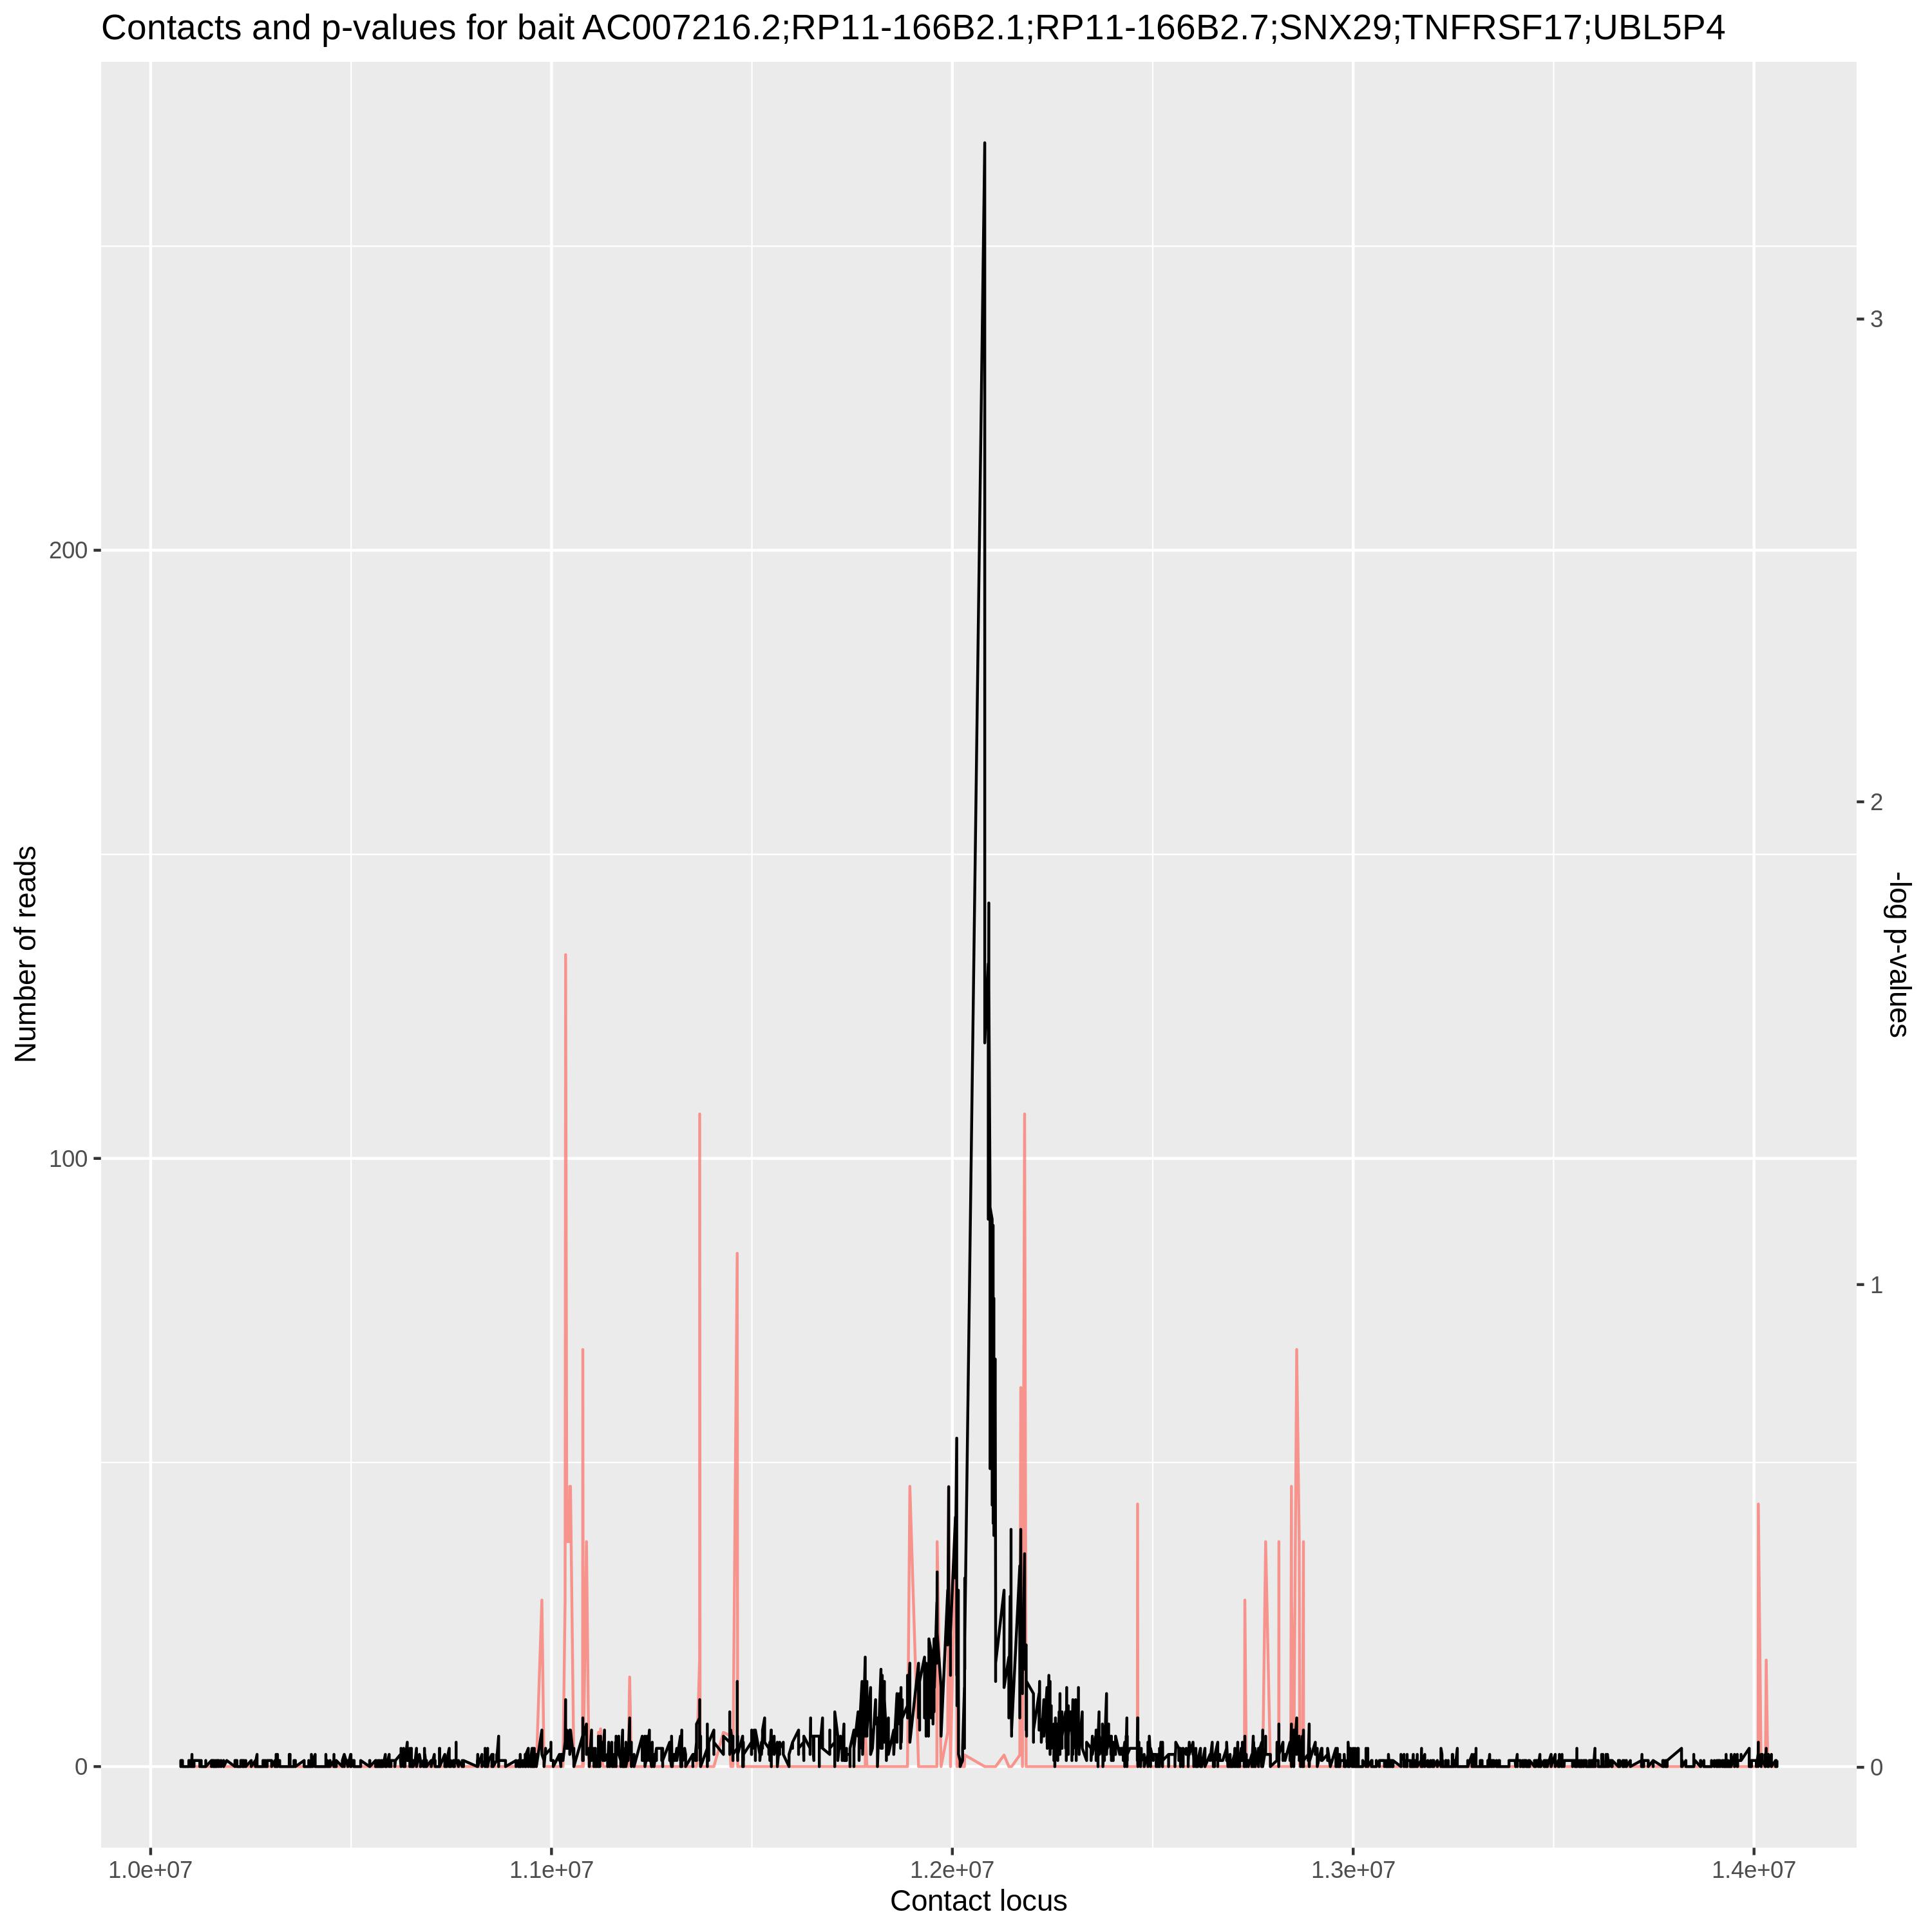 Contacts and p-values for bait AC007216.2;RP11-166B2.1;RP11-166B2.7;SNX29;TNFRSF17;UBL5P4
Number of reads
200
100
0
3
2
1
0
-log p-values
1.0e+07
1.1e+07
1.2e+07
1.3e+07
1.4e+07
Contact locus